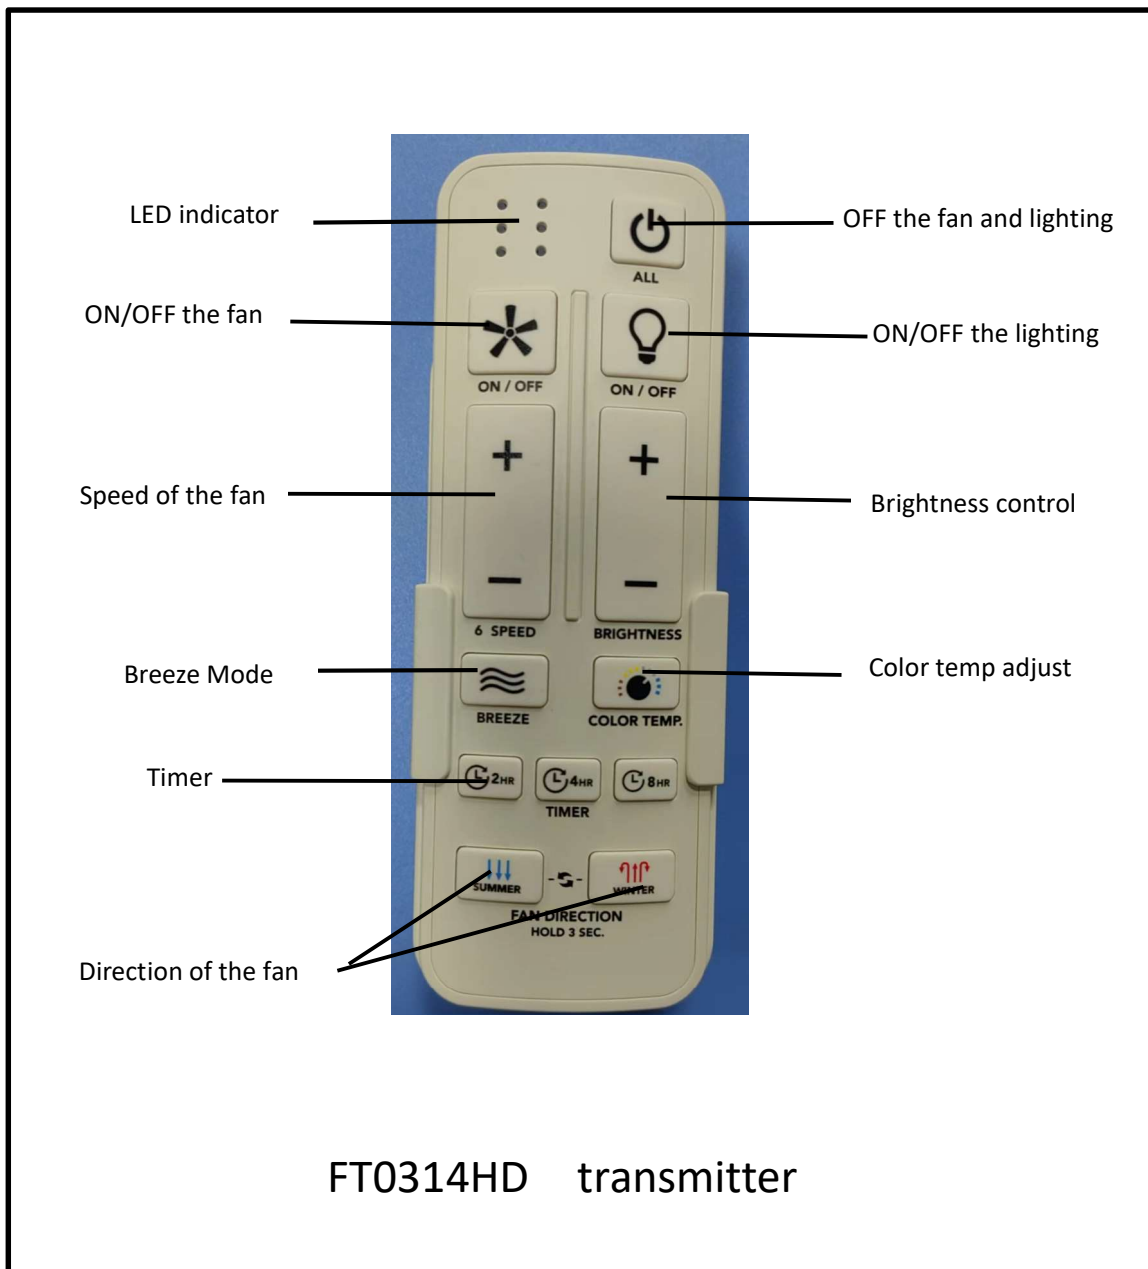 LED indicator
OFF the fan and lighting
ALL
ON/OFF the fan
ON/OFF the lighting
ON / OFF
ON / OFF
+
+
Speed of the fan
Brightness control
−
−
6 SPEED
BRIGHTNESS
Breeze Mode
Color temp adjust
BREEZE
COLOR TEMP.
Timer
2HR
4HR
8HR
TIMER
SUMMER
WINTER
FAN DIRECTION
HOLD 3 SEC.
Direction of the fan
FT0314HD transmitter